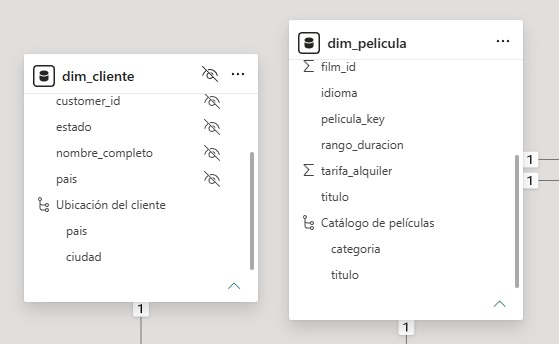 dim_cliente
customer_id
estado
nombre_completo
pais
Ubicación del cliente
pais
ciudad
1
dim_pelicula
film_id
idioma
pelicula_key
rango_duracion
tarifa_alquiler
titulo
Catálogo de películas
categoria
titulo
1
1
1